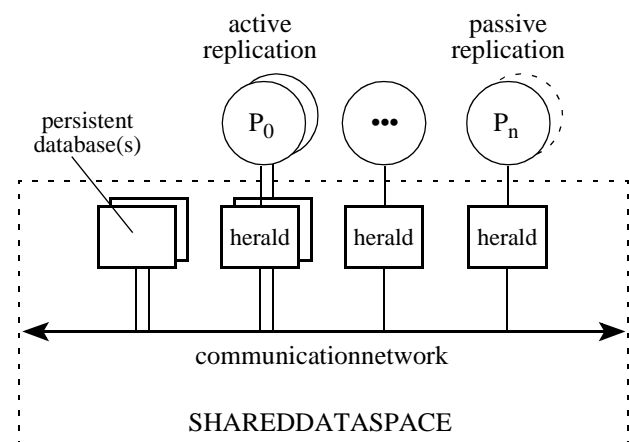 active
replication
passive
replication
P0
•••
Pn
persistent
database(s)
herald
herald
herald
communicationnetwork
SHAREDDATASPACE